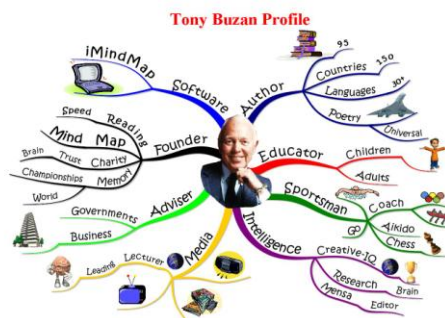 Tony Buzan Profile
iMindMap
Software
Author
95
Countries
150
Languages
30+
Poetry
Universal
Speed Reading
Mind Map
Founder
Brain Trust Charity
Championships Memory
World
Educator
Children
Adults
Sportsman
Coach
GP
Aikido
Chess
Adviser
Governments
Business
Media
Leading Lecturer
Intelligence
Creative-IQ
Research
Brain
Mensa
Editor